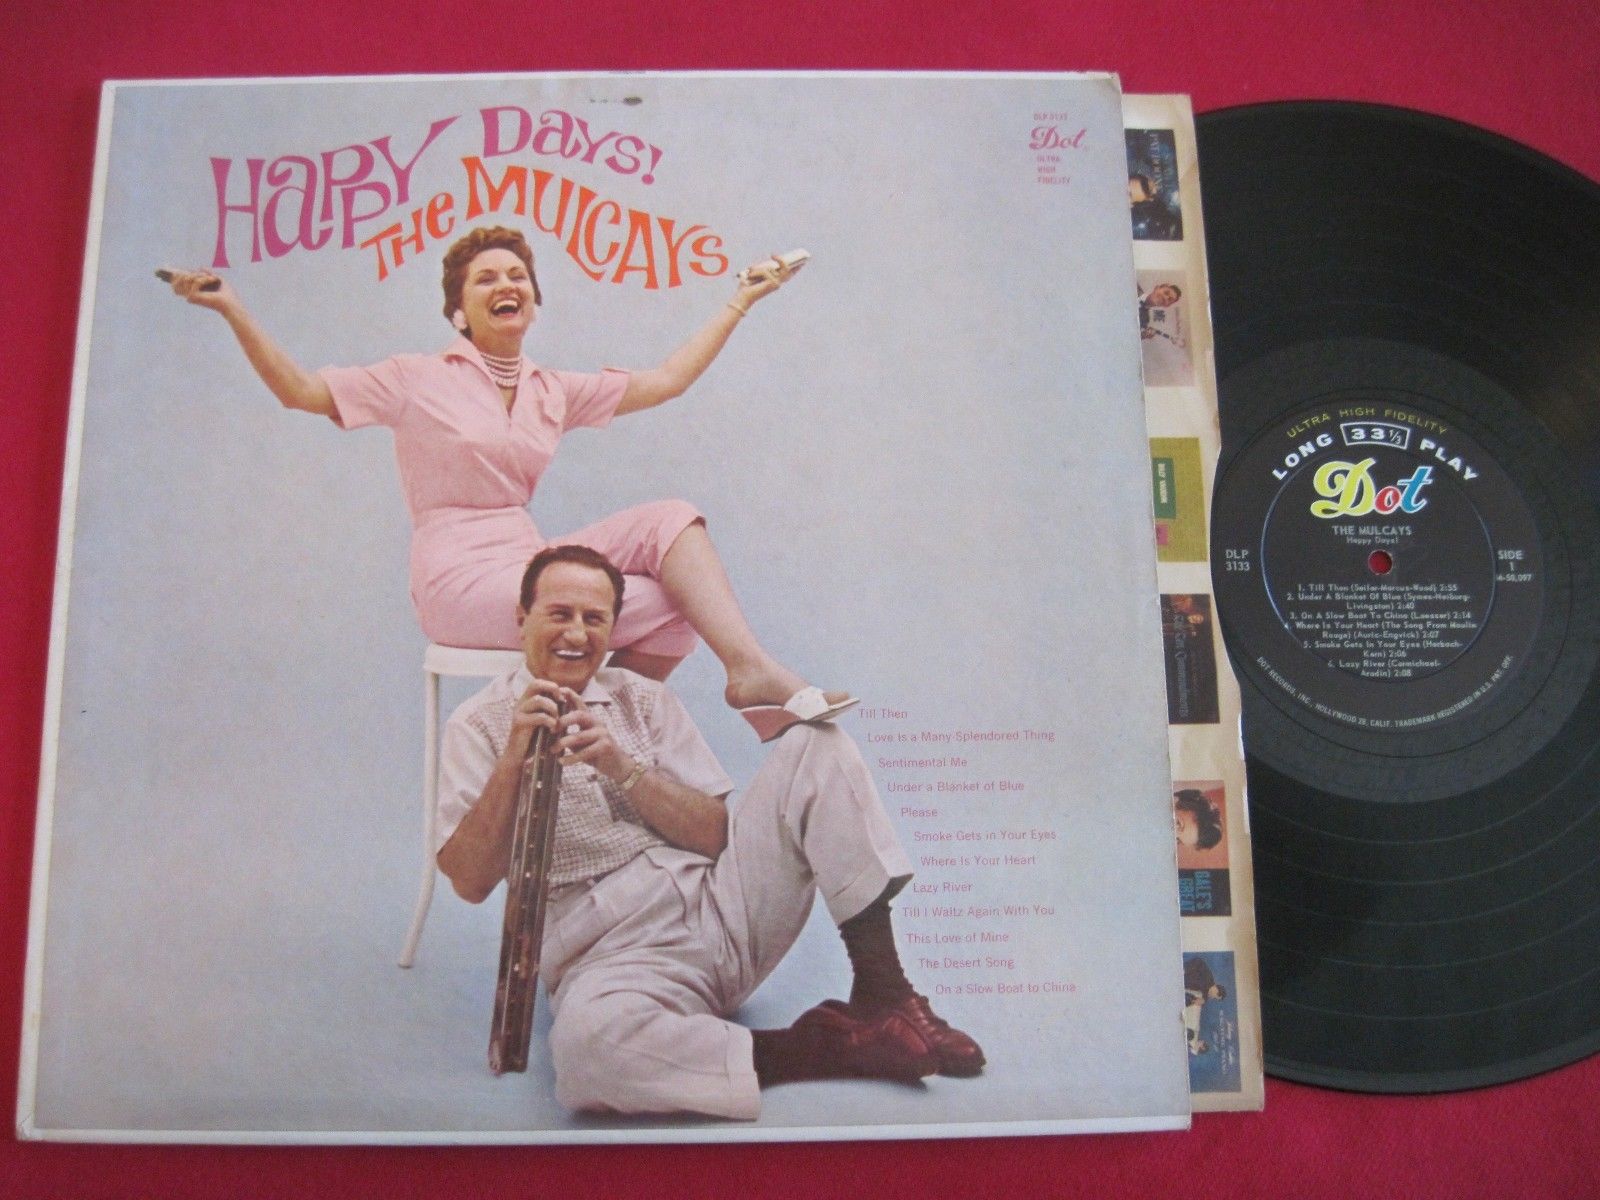 Happy Days!
The Mulcays
DLP 3133
Dot
ULTRA
HIGH
FIDELITY
Till Then
Love is a Many-Splendored Thing
Sentimental Me
Under a Blanket of Blue
Please
Smoke Gets in Your Eyes
Where Is Your Heart
Lazy River
Till I Waltz Again With You
This Love of Mine
The Desert Song
On a Slow Boat to China
GALE'S
GREAT
ULTRA HIGH FIDELITY
LONG 33 1/3 PLAY
Dot
THE MULCAYS
Happy Days!
DLP
3133
SIDE
1
1. Till Then (Seiler-Marcus-Wood) 2:55
2. Under A Blanket Of Blue (Symes-Neiburg-
Livingston) 2:40
3. On A Slow Boat To China (Loesser) 2:14
4. Where Is Your Heart (The Song From Moulin
Rouge) (Auric-Engvick) 2:07
5. Smoke Gets In Your Eyes (Harbach-
Kern) 2:06
6. Lazy River (Carmichael-
Arodin) 2:08
DOT RECORDS, INC., HOLLYWOOD 28, CALIF. TRADEMARK REGISTERED IN U.S. PAT. OFF.